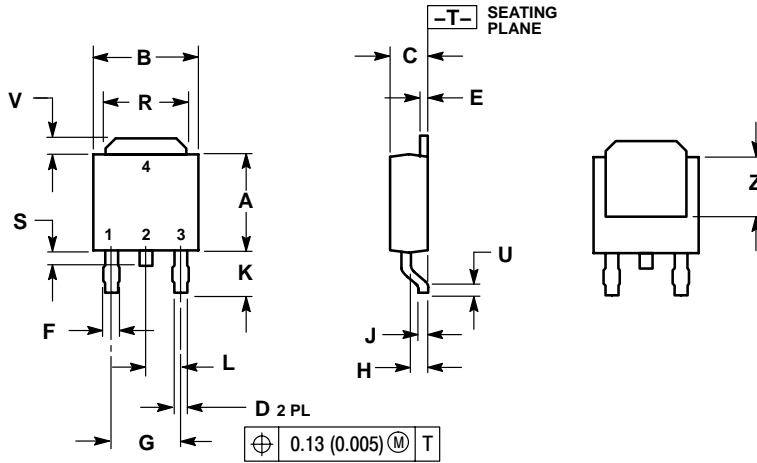 –T– SEATING
PLANE
B
C
V
R
E
4
Z
A
S
1 2 3
K
U
F
J
L
H
D 2 PL
G
⌖ 0.13 (0.005) Ⓜ T